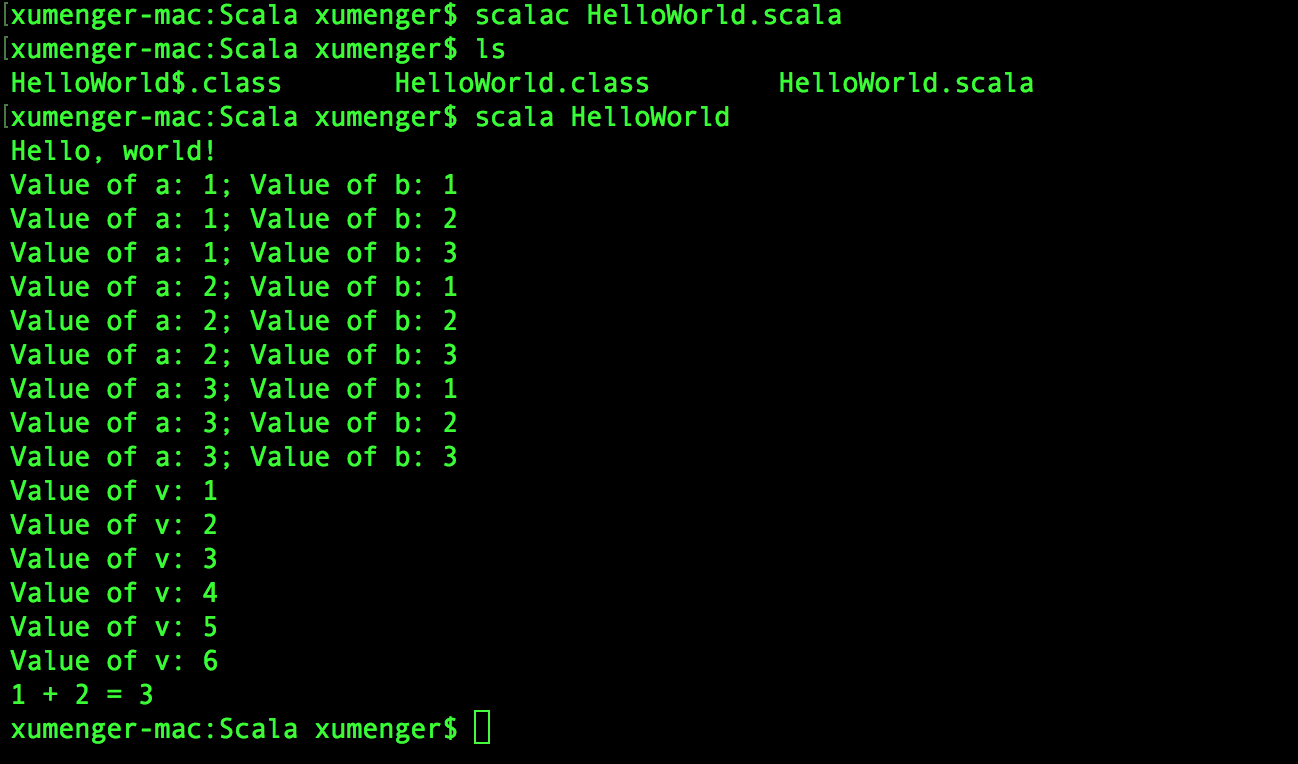 [xumenger-mac:Scala xumenger$ scalac HelloWorld.scala
[xumenger-mac:Scala xumenger$ ls
HelloWorld$.class       HelloWorld.class        HelloWorld.scala
[xumenger-mac:Scala xumenger$ scala HelloWorld
Hello, world!
Value of a: 1; Value of b: 1
Value of a: 1; Value of b: 2
Value of a: 1; Value of b: 3
Value of a: 2; Value of b: 1
Value of a: 2; Value of b: 2
Value of a: 2; Value of b: 3
Value of a: 3; Value of b: 1
Value of a: 3; Value of b: 2
Value of a: 3; Value of b: 3
Value of v: 1
Value of v: 2
Value of v: 3
Value of v: 4
Value of v: 5
Value of v: 6
1 + 2 = 3
xumenger-mac:Scala xumenger$